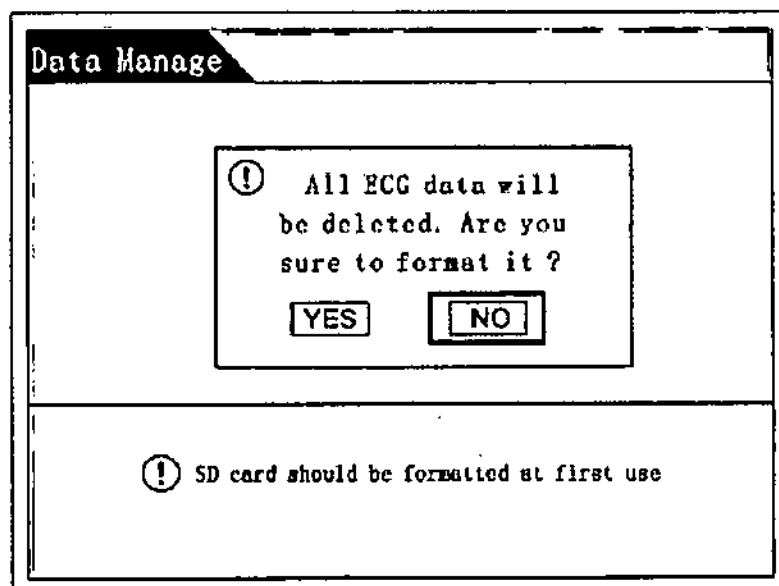 Data Manage
All ECG data will
be deleted. Are you
sure to format it ?
YES NO
SD card should be formatted at first use